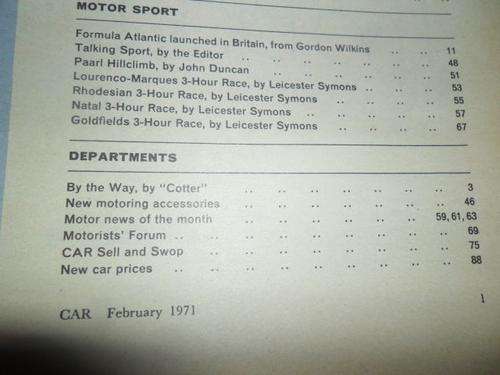 MOTOR SPORT
Formula Atlantic launched in Britain, from Gordon Wilkins .. .. 11
Talking Sport, by the Editor .. .. .. .. .. .. 48
Paarl Hillclimb, by John Duncan .. .. .. .. .. 51
Lourenco-Marques 3-Hour Race, by Leicester Symons .. .. .. 53
Rhodesian 3-Hour Race, by Leicester Symons .. .. .. .. 55
Natal 3-Hour Race, by Leicester Symons .. .. .. .. 57
Goldfields 3-Hour Race, by Leicester Symons .. .. .. .. 67
DEPARTMENTS
By the Way, by "Cotter" .. .. .. .. .. .. 3
New motoring accessories .. .. .. .. .. .. 46
Motor news of the month .. .. .. .. .. 59, 61, 63
Motorists' Forum .. .. .. .. .. .. .. 69
CAR Sell and Swop .. .. .. .. .. .. .. 75
New car prices .. .. .. .. .. .. .. 88
CAR February 1971
1